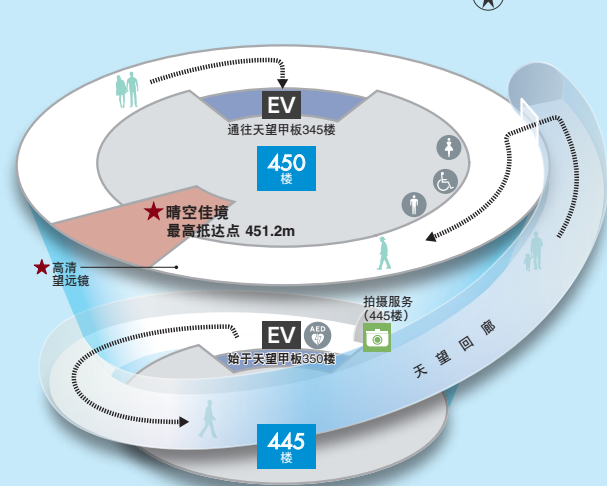 EV
通往天望甲板345楼
450
楼
晴空佳境
最高抵达点 451.2m
高清
望远镜
拍摄服务
（445楼）
EV
AED
始于天望甲板350楼
天望回廊
445
楼